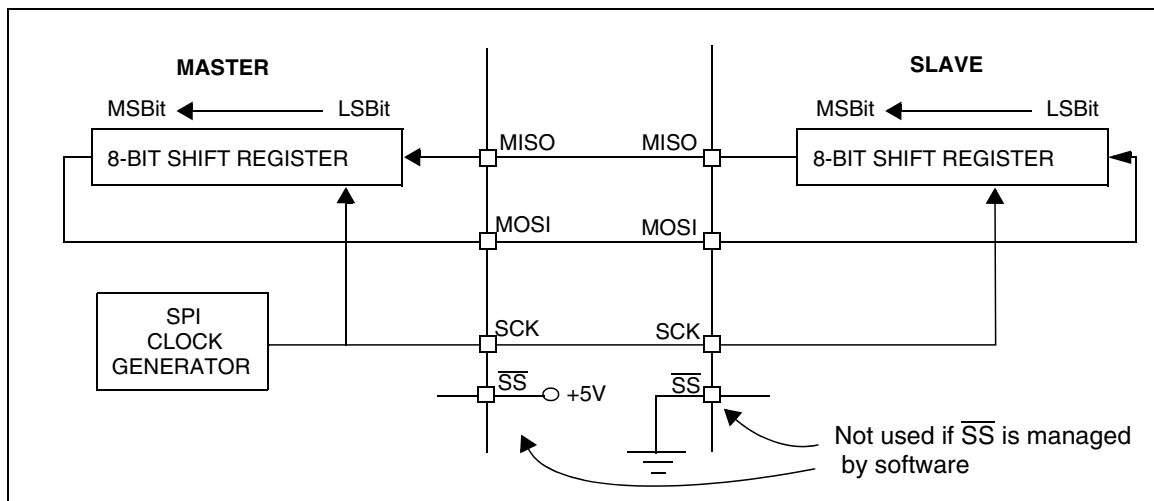 MASTER
SLAVE
MSBit LSBit
MSBit LSBit
8-BIT SHIFT REGISTER
MISO
MISO
8-BIT SHIFT REGISTER
MOSI
MOSI
SPI
CLOCK
GENERATOR
SCK
SCK
SS
+5V
SS
Not used if SS is managed
by software